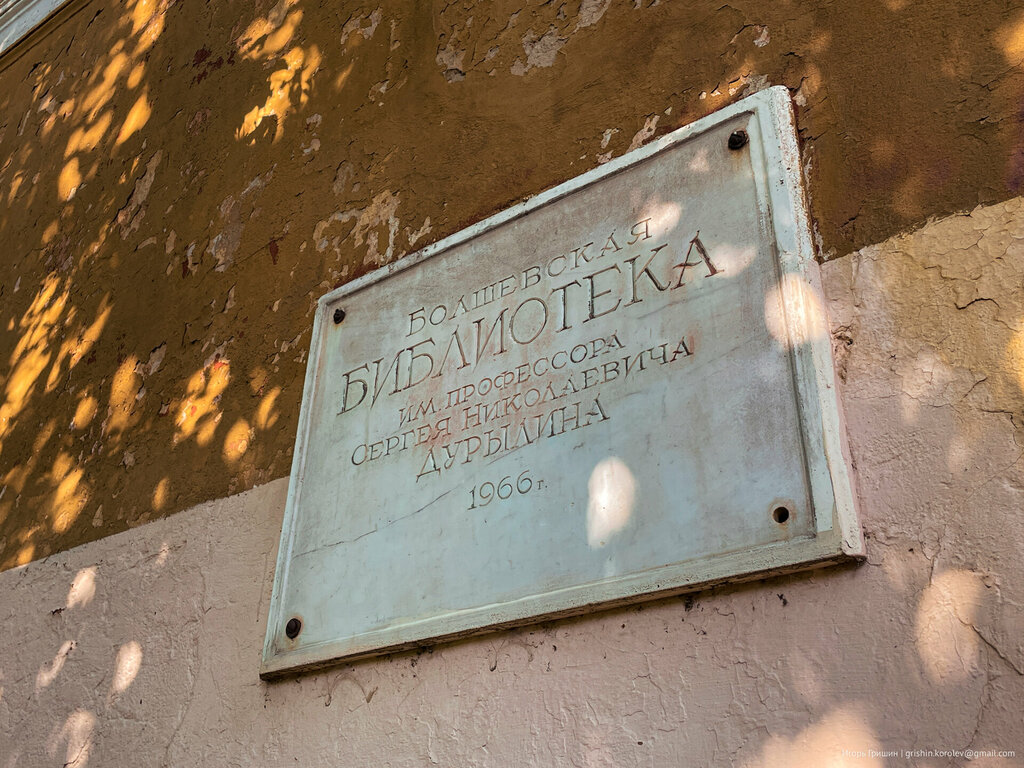 БОЛШЕВСКАЯ
БИБЛИОТЕКА
ИМ. ПРОФЕССОРА
СЕРГЕЯ НИКОЛАЕВИЧА
ДУРЫЛИНА
1966 г.
Игорь Гришин | grishin.korolev@gmail.com